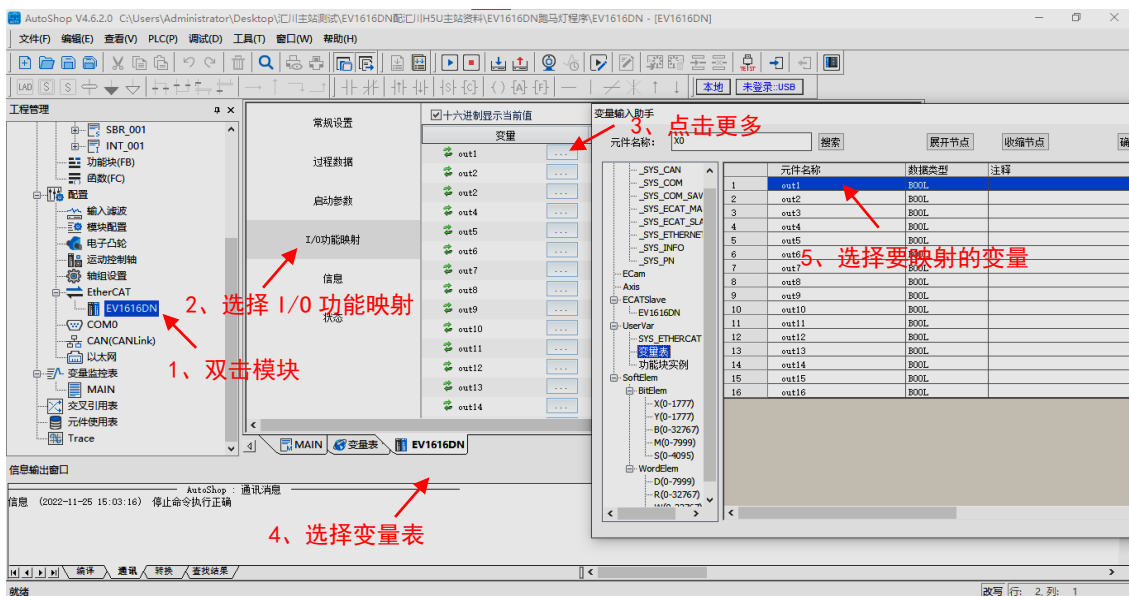 AutoShop V4.6.2.0 C:\Users\Administrator\Desktop\汇川主站测试\EV1616DN配汇川H5U主站资料\EV1616DN跑马灯程序\EV1616DN - [EV1616DN]
文件(F) 编辑(E) 查看(V) PLC(P) 调试(D) 工具(T) 窗口(W) 帮助(H)
LAD
TEST
本地 未登录::USB
工程管理
SBR_001
INT_001
功能块(FB)
函数(FC)
配置
输入滤波
模块配置
电子凸轮
运动控制轴
轴组设置
EtherCAT
EV1616DN
COM0
CAN(CANLink)
以太网
变量监控表
MAIN
交叉引用表
元件使用表
Trace
1、双击模块
常规设置
过程数据
启动参数
I/O功能映射
信息
状态
2、选择 I/O 功能映射
十六进制显示当前值
变量
out1 ...
out2 ...
out2 ...
out4 ...
out5 ...
out6 ...
out7 ...
out8 ...
out9 ...
out10 ...
out11 ...
out12 ...
out13 ...
out14 ...
MAIN 变量表 EV1616DN
变量输入助手
3、点击更多
元件名称: X0 搜索 展开节点 收缩节点 确
_SYS_CAN
_SYS_COM
_SYS_COM_SAV
_SYS_ECAT_MA
_SYS_ECAT_SLA
_SYS_ETHERNE
_SYS_INFO
_SYS_PN
ECam
Axis
ECATSlave
EV1616DN
UserVar
SYS_ETHERCAT
变量表
功能块实例
SoftElem
BitElem
X(0-1777)
Y(0-1777)
B(0-32767)
M(0-7999)
S(0-4095)
WordElem
D(0-7999)
R(0-32767)
元件名称 数据类型 注释
1 out1 BOOL
2 out2 BOOL
3 out3 BOOL
4 out4 BOOL
5 out5 BOOL
6 out6 BOOL
7 out7 BOOL
8 out8 BOOL
9 out9 BOOL
10 out10 BOOL
11 out11 BOOL
12 out12 BOOL
13 out13 BOOL
14 out14 BOOL
15 out15 BOOL
16 out16 BOOL
5、选择要映射的变量
信息输出窗口
AutoShop : 通讯消息
信息 (2022-11-25 15:03:16) 停止命令执行正确
4、选择变量表
编译 通讯 转换 查找结果
就绪 改写 行: 2, 列: 1